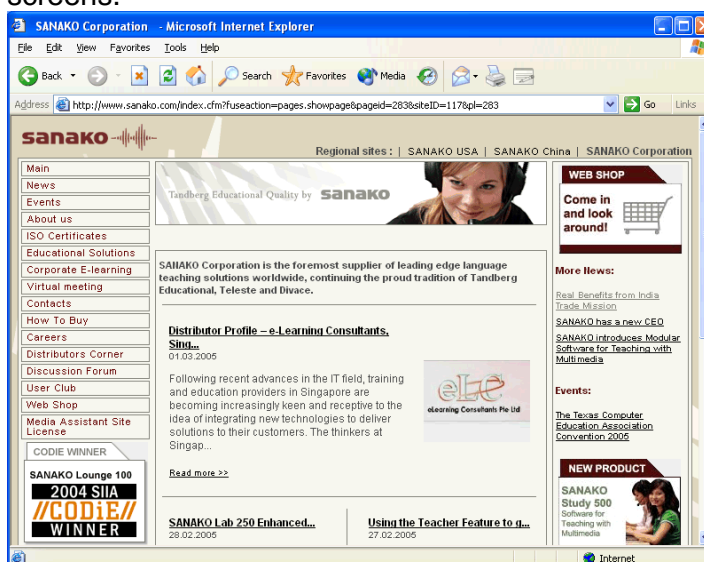 screens.
SANAKO Corporation - Microsoft Internet Explorer
File Edit View Favorites Tools Help
Back Search Favorites Media
Address http://www.sanako.com/index.cfm?fuseaction=pages.showpage&pageid=283&siteID=117&pl=283 Go Links
sanako
Regional sites : | SANAKO USA | SANAKO China | SANAKO Corporation
Main
News
Events
About us
ISO Certificates
Educational Solutions
Corporate E-learning
Virtual meeting
Contacts
How To Buy
Careers
Distributors Corner
Discussion Forum
User Club
Web Shop
Media Assistant Site
License
CODIE WINNER
SANAKO Lounge 100
2004 SIIA
//CODiE//
WINNER
Tandberg Educational Quality by sanako
SANAKO Corporation is the foremost supplier of leading edge language
teaching solutions worldwide, continuing the proud tradition of Tandberg
Educational, Teleste and Divace.
Distributor Profile – e-Learning Consultants,
Sing...
01.03.2005
Following recent advances in the IT field, training
and education providers in Singapore are
becoming increasingly keen and receptive to the
idea of integrating new technologies to deliver
solutions to their customers. The thinkers at
Singap...
Read more >>
eLC
eLearning Consultants Pte Ltd
SANAKO Lab 250 Enhanced...
28.02.2005
Using the Teacher Feature to g...
27.02.2005
WEB SHOP
Come in
and look
around!
More News:
Real Benefits from India
Trade Mission
SANAKO has a new CEO
SANAKO introduces Modular
Software for Teaching with
Multimedia
Events:
The Texas Computer
Education Association
Convention 2005
NEW PRODUCT
SANAKO
Study 500
Software for
Teaching with
Multimedia
Internet